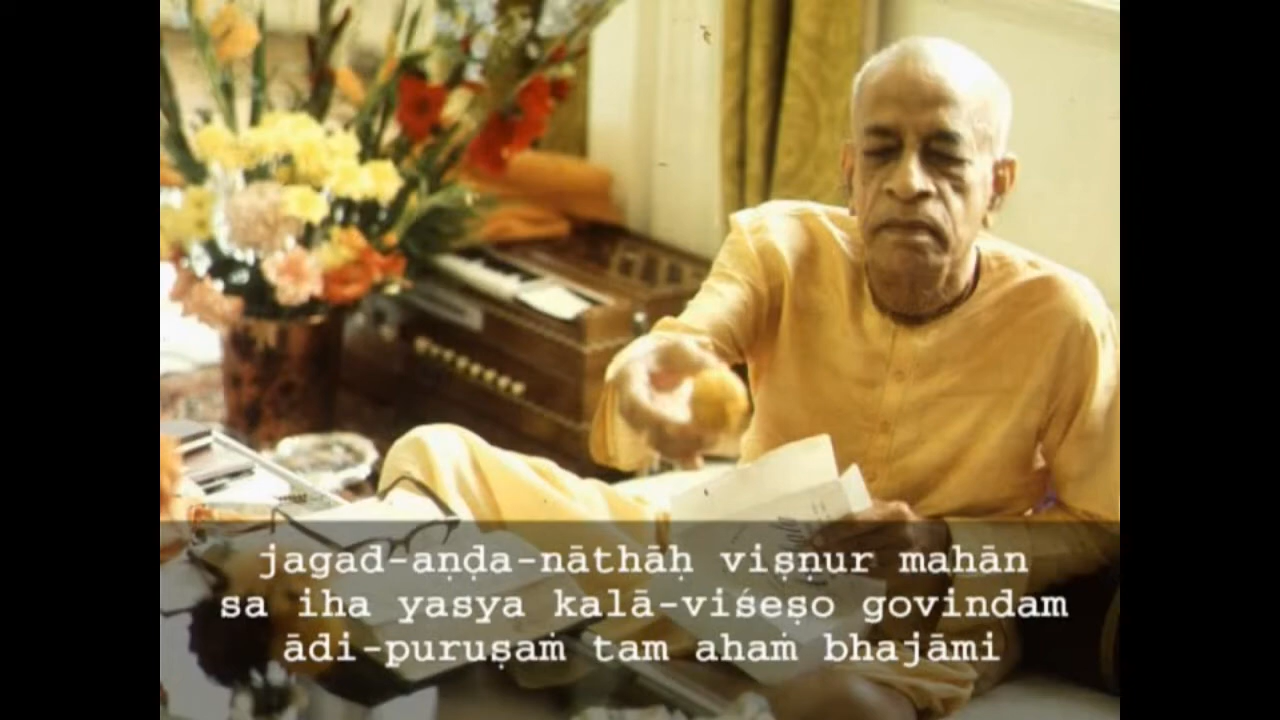 jagad-aṇḍa-nāthāḥ viṣṇur mahān
sa iha yasya kalā-viśeṣo govindam
ādi-puruṣaṁ tam ahaṁ bhajāmi